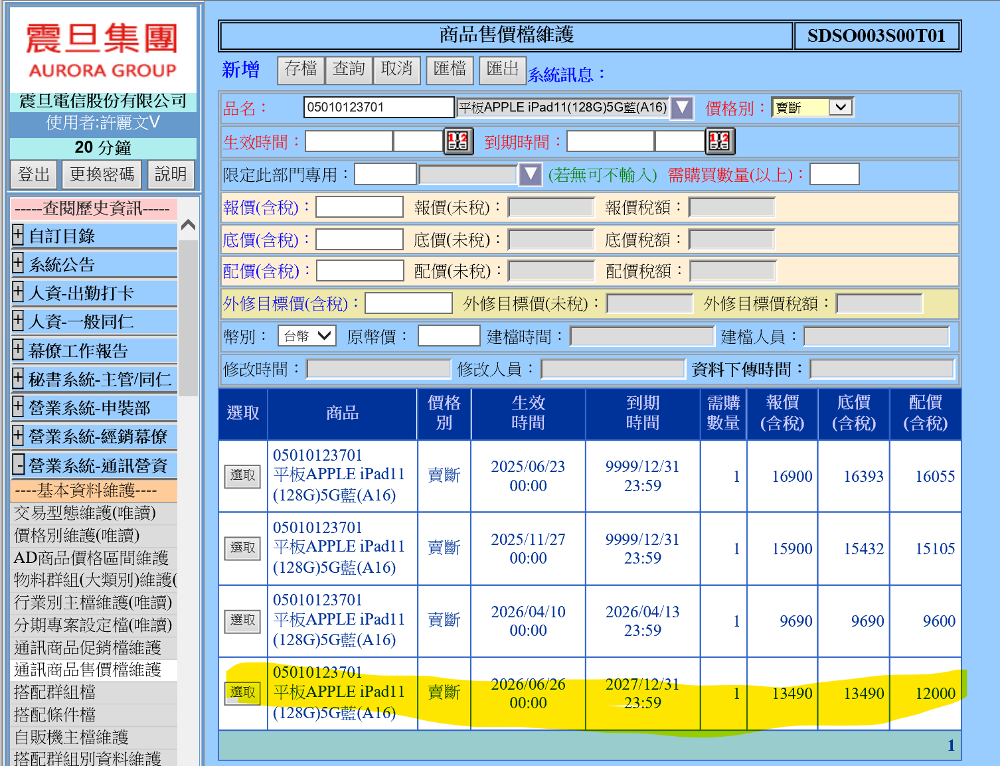 震旦集團
AURORA GROUP
震旦電信股份有限公司
使用者:許麗文V
20 分鐘
登出 更換密碼 說明
-----查閱歷史資訊-----
+ 自訂目錄
+ 系統公告
+ 人資-出勤打卡
+ 人資-一般同仁
+ 幕僚工作報告
+ 秘書系統-主管/同仁
+ 營業系統-申裝部
+ 營業系統-經銷幕僚
- 營業系統-通訊營資
----基本資料維護----
交易型態維護(唯讀)
價格別維護(唯讀)
AD商品價格區間維護
物料群組(大類別)維護(
行業別主檔維護(唯讀)
分期專案設定檔(唯讀)
通訊商品促銷檔維護
通訊商品售價檔維護
搭配群組檔
搭配條件檔
自販機主檔維護
搭配群組別資料維護
商品售價檔維護 SDSO003S00T01
新增 存檔 查詢 取消 匯檔 匯出 系統訊息：
品名： 05010123701 平板APPLE iPad11(128G)5G藍(A16) 價格別： 賣斷
生效時間： 到期時間：
限定此部門專用： (若無可不輸入) 需購買數量(以上)：
報價(含稅)： 報價(未稅)： 報價稅額：
底價(含稅)： 底價(未稅)： 底價稅額：
配價(含稅)： 配價(未稅)： 配價稅額：
外修目標價(含稅)： 外修目標價(未稅)： 外修目標價稅額：
幣別： 台幣 原幣價： 建檔時間： 建檔人員：
修改時間： 修改人員： 資料下傳時間：
選取 商品 價格別 生效時間 到期時間 需購數量 報價(含稅) 底價(含稅) 配價(含稅)
選取 05010123701 平板APPLE iPad11(128G)5G藍(A16) 賣斷 2025/06/23 00:00 9999/12/31 23:59 1 16900 16393 16055
選取 05010123701 平板APPLE iPad11(128G)5G藍(A16) 賣斷 2025/11/27 00:00 9999/12/31 23:59 1 15900 15432 15105
選取 05010123701 平板APPLE iPad11(128G)5G藍(A16) 賣斷 2026/04/10 00:00 2026/04/13 23:59 1 9690 9690 9600
選取 05010123701 平板APPLE iPad11(128G)5G藍(A16) 賣斷 2026/06/26 00:00 2027/12/31 23:59 1 13490 13490 12000
1